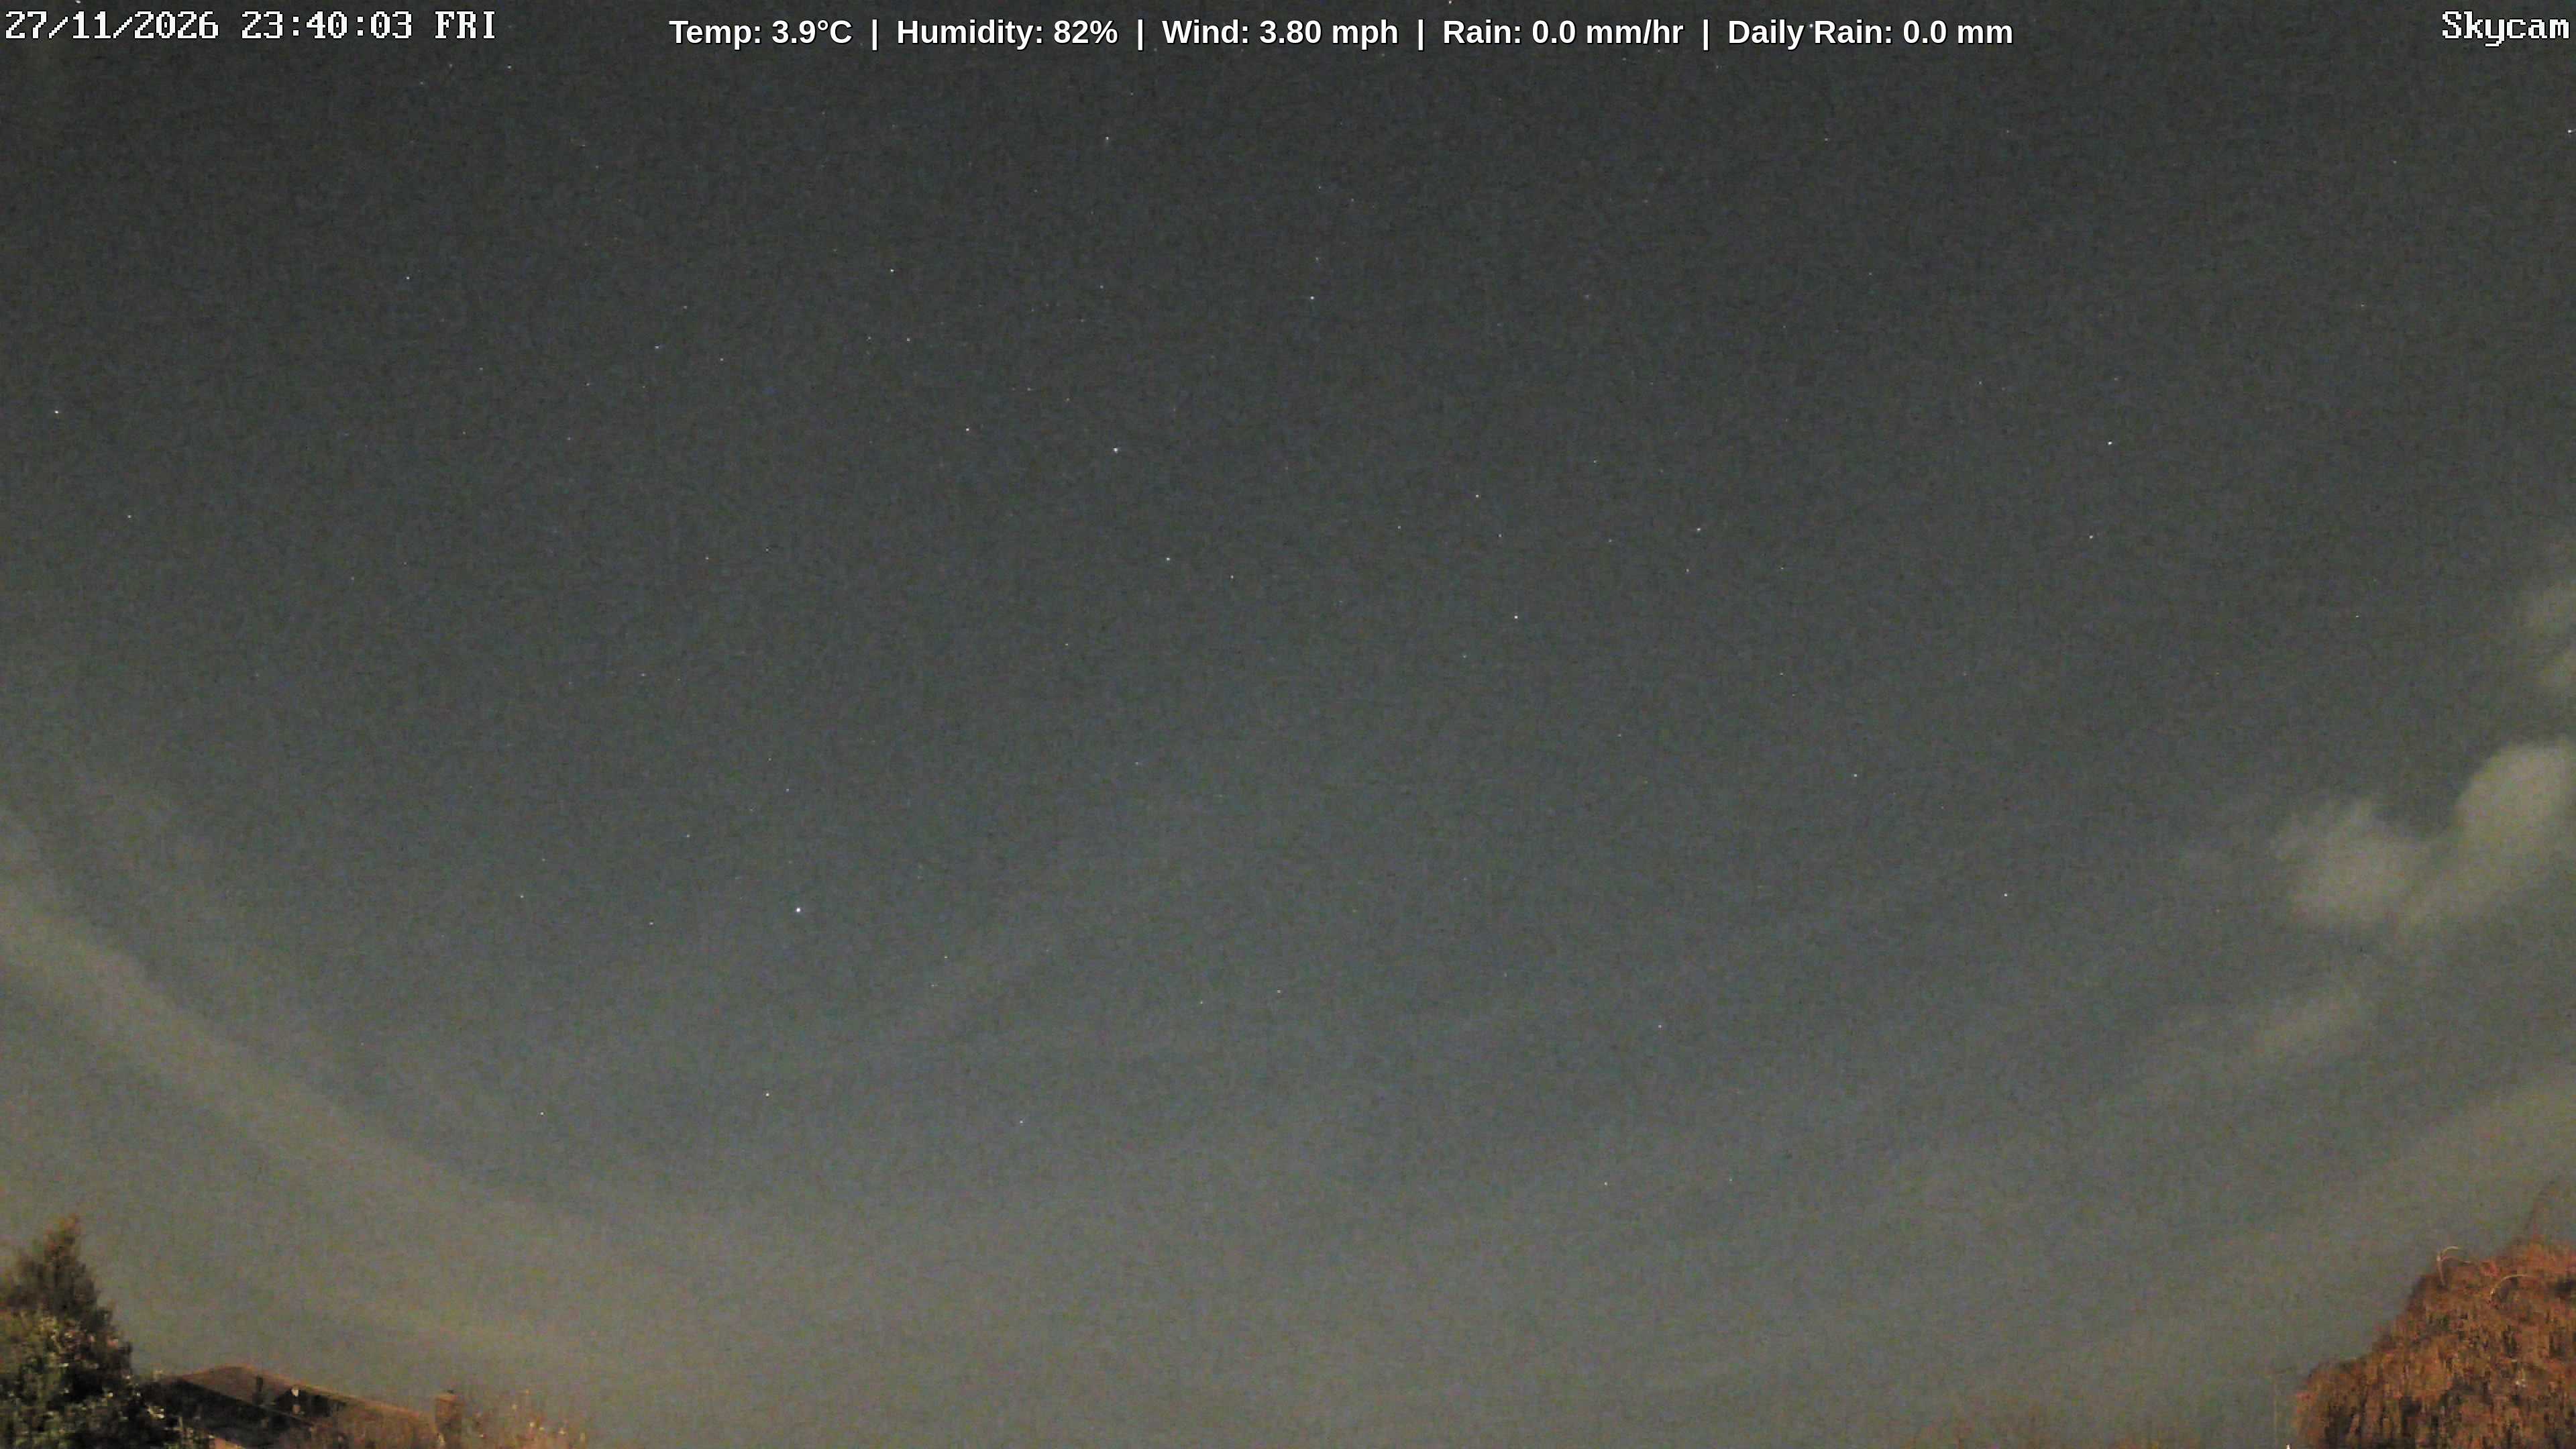 27/11/2026 23:40:03 FRI
Temp: 3.9°C | Humidity: 82% | Wind: 3.80 mph | Rain: 0.0 mm/hr | Daily Rain: 0.0 mm
Skycam